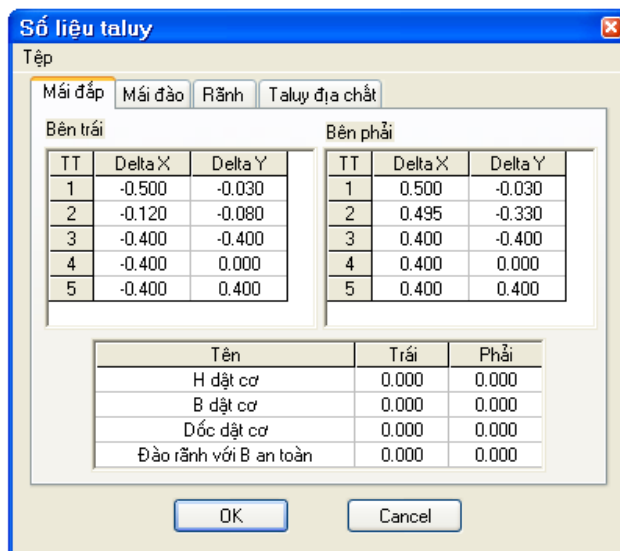 Số liệu taluy
Tệp
Mái đắp Mái đào Rãnh Taluy địa chất
Bên trái
TT Delta X Delta Y
1 -0.500 -0.030
2 -0.120 -0.080
3 -0.400 -0.400
4 -0.400 0.000
5 -0.400 0.400
Bên phải
TT Delta X Delta Y
1 0.500 -0.030
2 0.495 -0.330
3 0.400 -0.400
4 0.400 0.000
5 0.400 0.400
Tên Trái Phải
H dật cơ 0.000 0.000
B dật cơ 0.000 0.000
Dốc dật cơ 0.000 0.000
Đào rãnh với B an toàn 0.000 0.000
OK Cancel